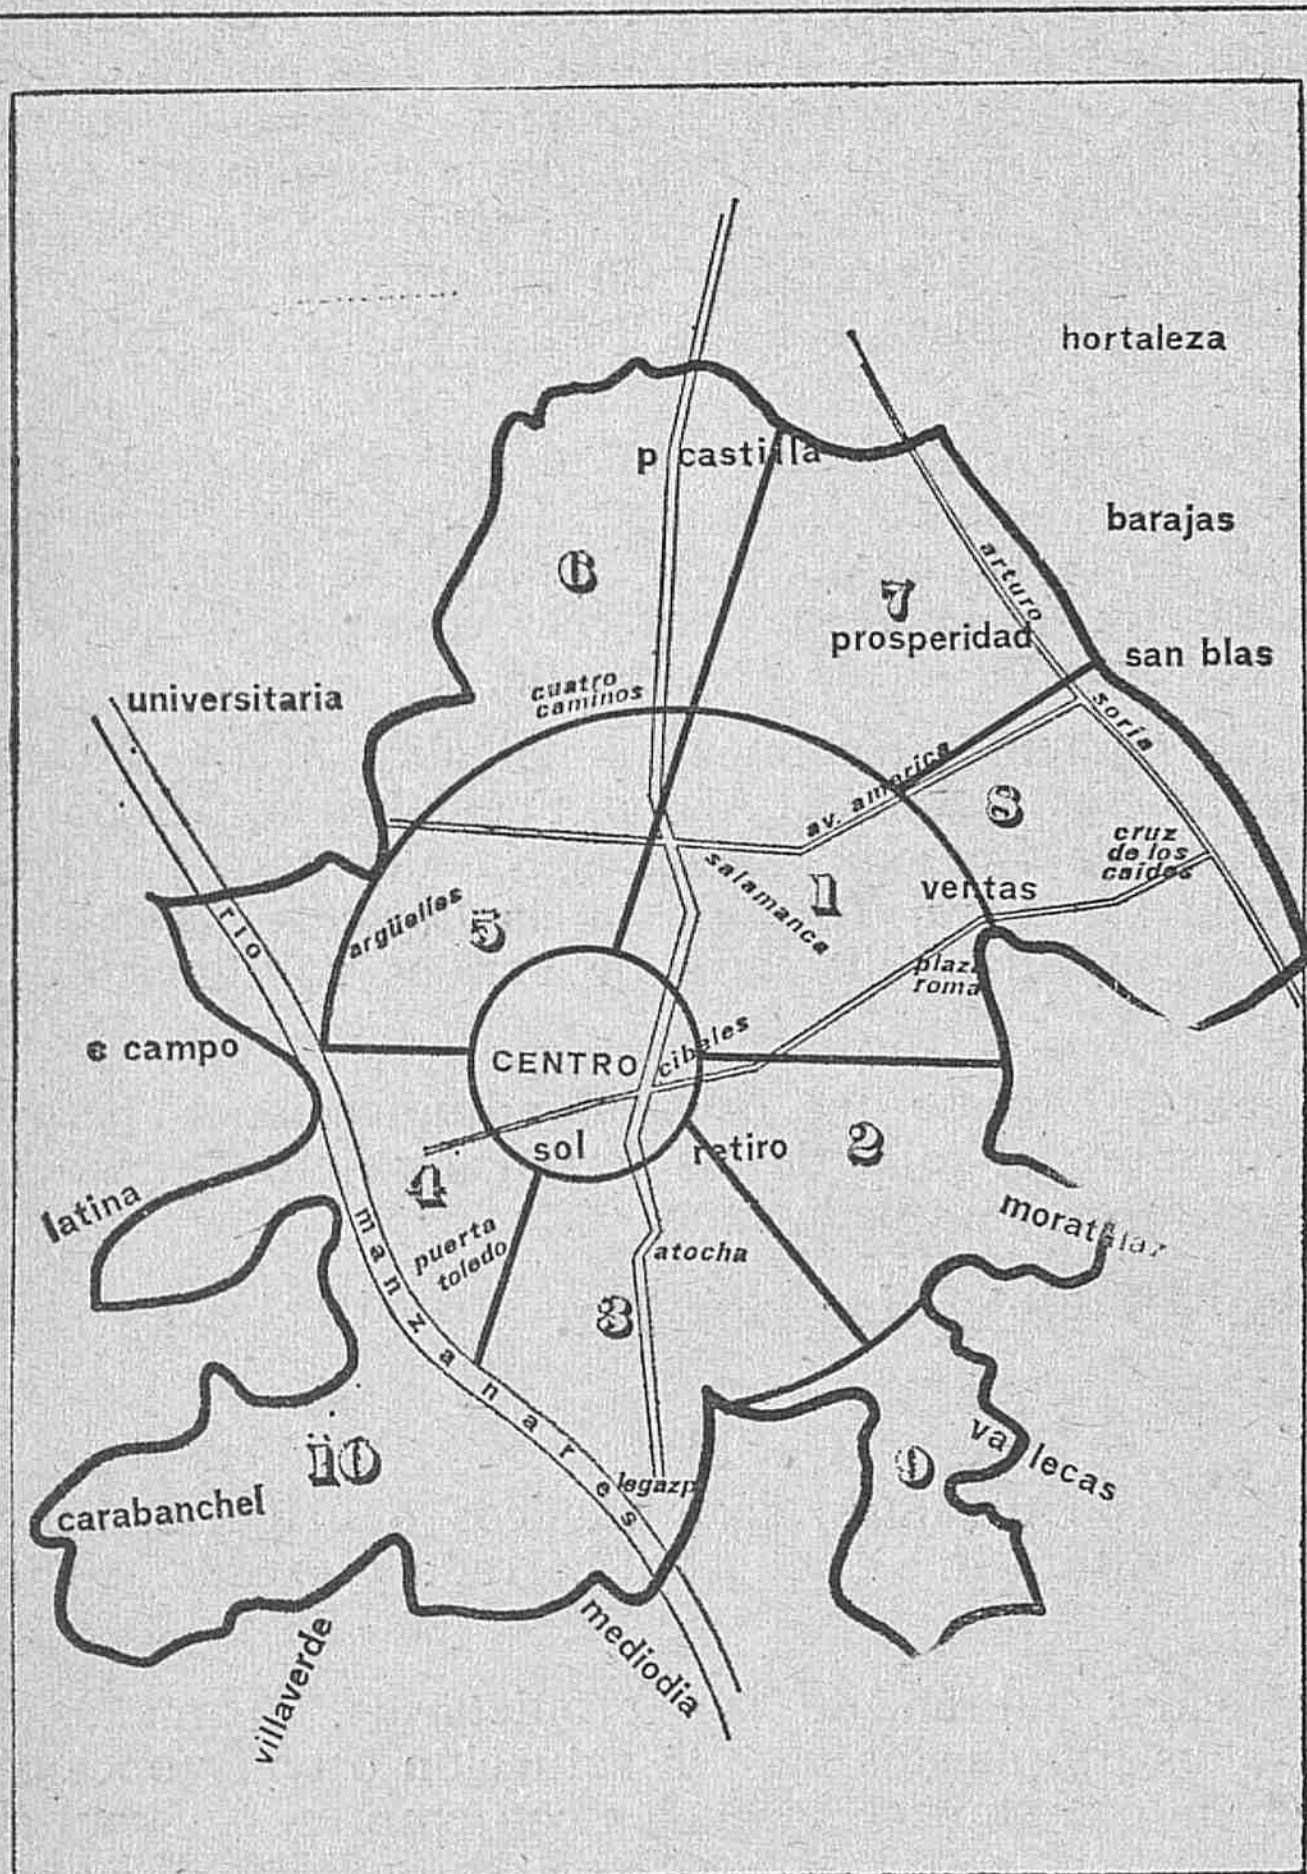 hortaleza
p castilla
barajas
6
arturo
7
prosperidad
san blas
universitaria
cuatro
caminos
soria
av. america
8
cruz
de los
caidos
salamanca
1
ventas
argüelles
5
rio
plaza
roma
c campo
CENTRO
cibeles
sol
retiro
2
4
latina
manzanares
puerta
toledo
atocha
moratalaz
3
vallecas
10
9
legazpi
carabanchel
villaverde
mediodia